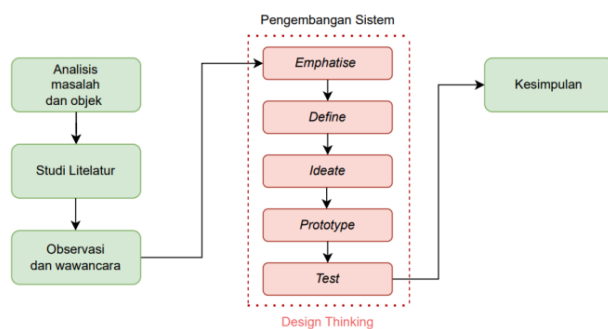 Pengembangan Sistem
Analisis
masalah
dan objek
Studi Litelatur
Observasi
dan wawancara
Emphatise
Define
Ideate
Prototype
Test
Design Thinking
Kesimpulan